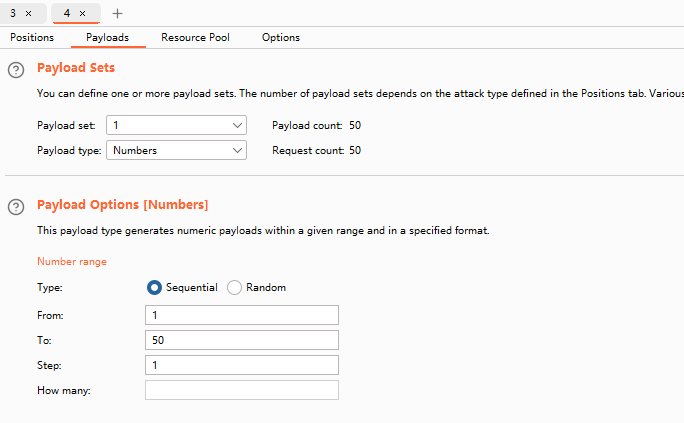 3 × 4 × +
Positions Payloads Resource Pool Options
? Payload Sets
You can define one or more payload sets. The number of payload sets depends on the attack type defined in the Positions tab. Various
Payload set: 1 Payload count: 50
Payload type: Numbers Request count: 50
? Payload Options [Numbers]
This payload type generates numeric payloads within a given range and in a specified format.
Number range
Type: Sequential Random
From: 1
To: 50
Step: 1
How many: